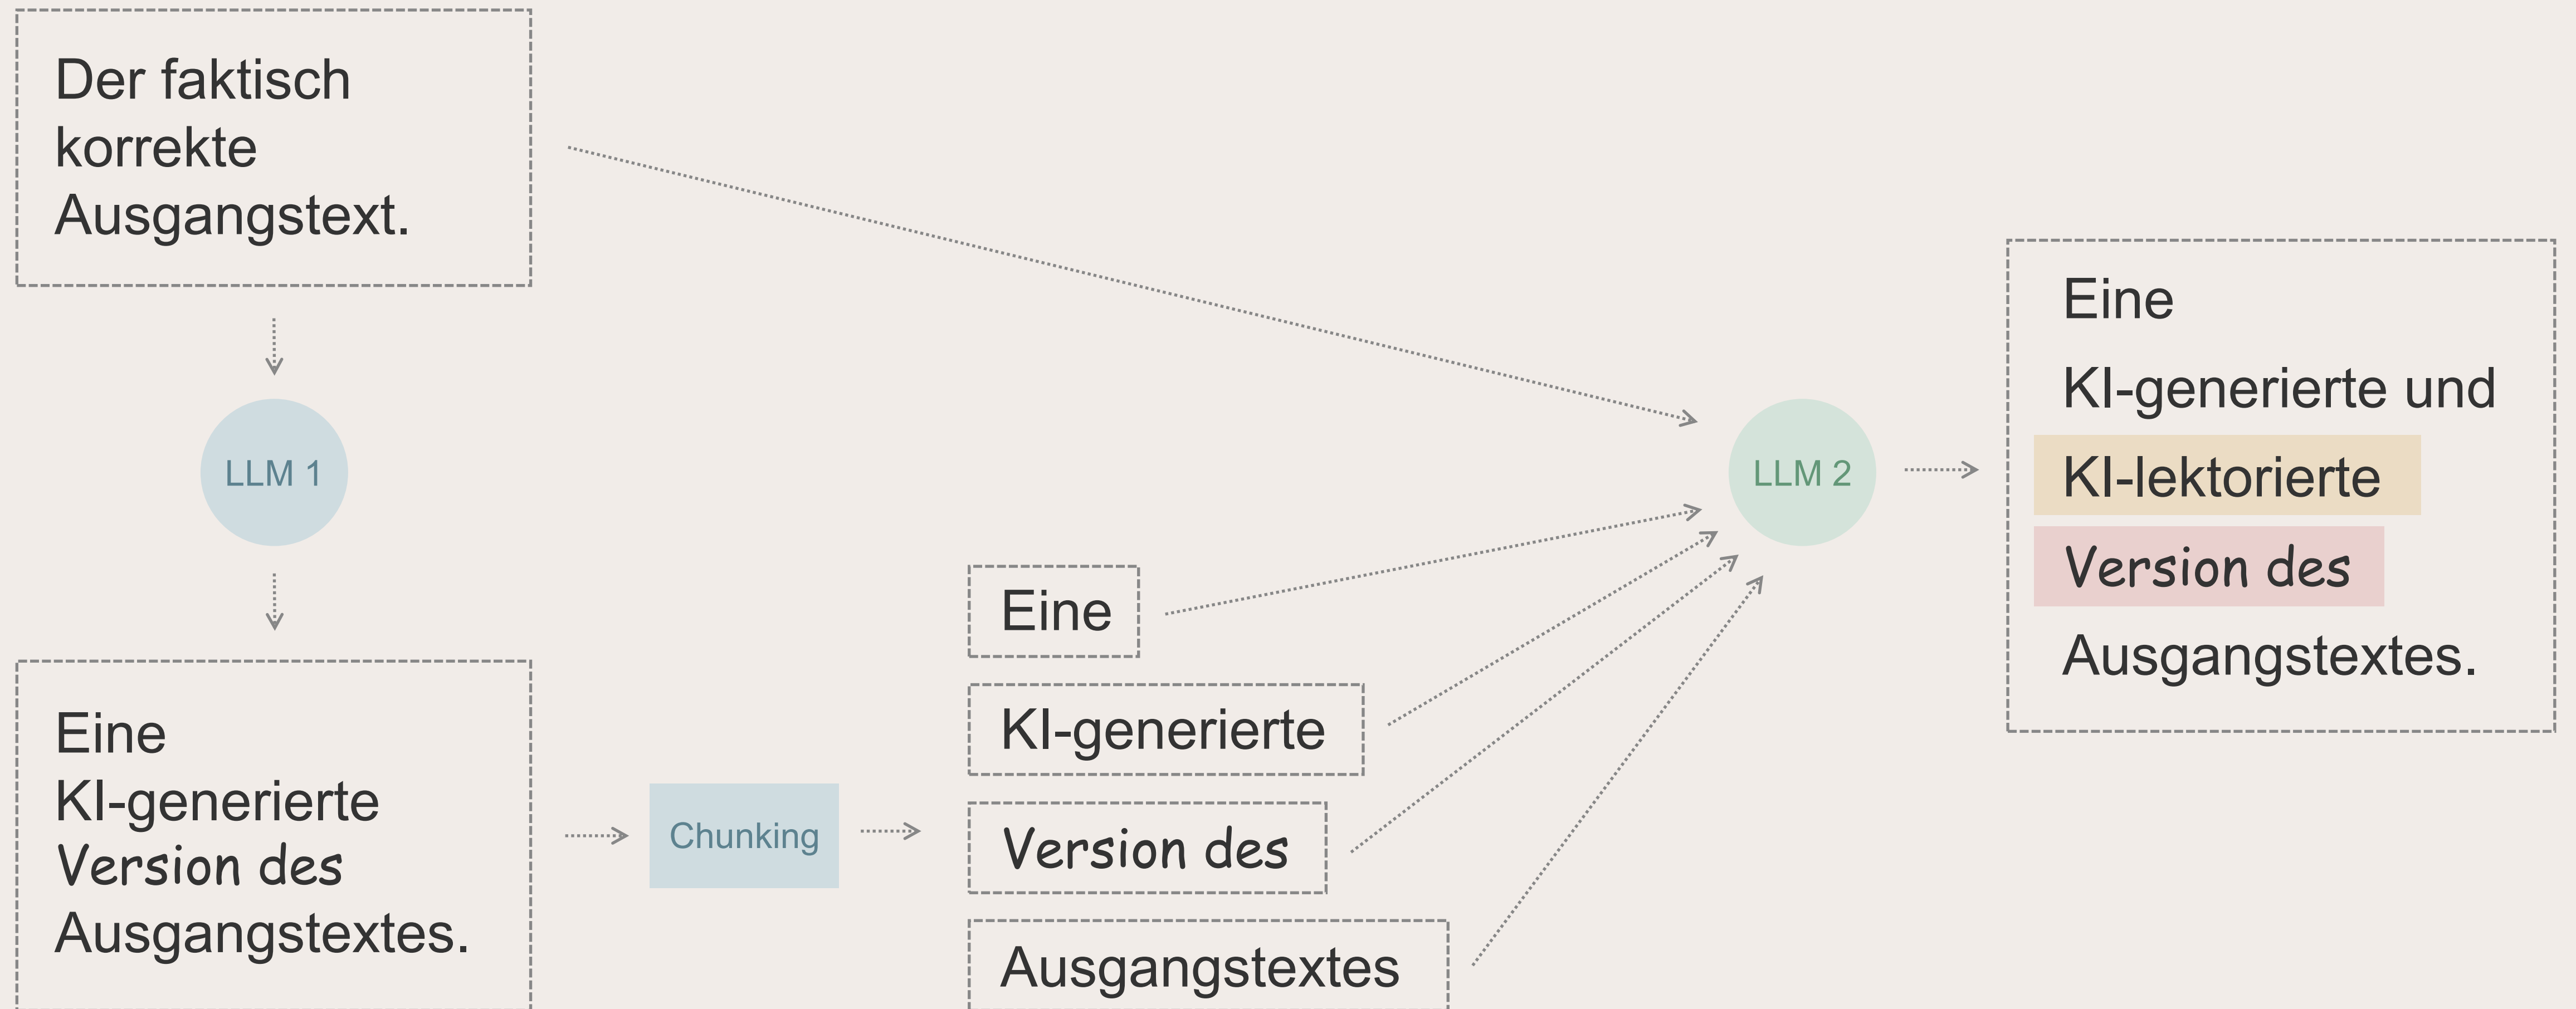 Der faktisch
korrekte
Ausgangstext.
LLM 1
Eine
KI-generierte
Version des
Ausgangstextes.
Chunking
Eine
KI-generierte
Version des
Ausgangstextes
LLM 2
Eine
KI-generierte und
KI-lektorierte
Version des
Ausgangstextes.